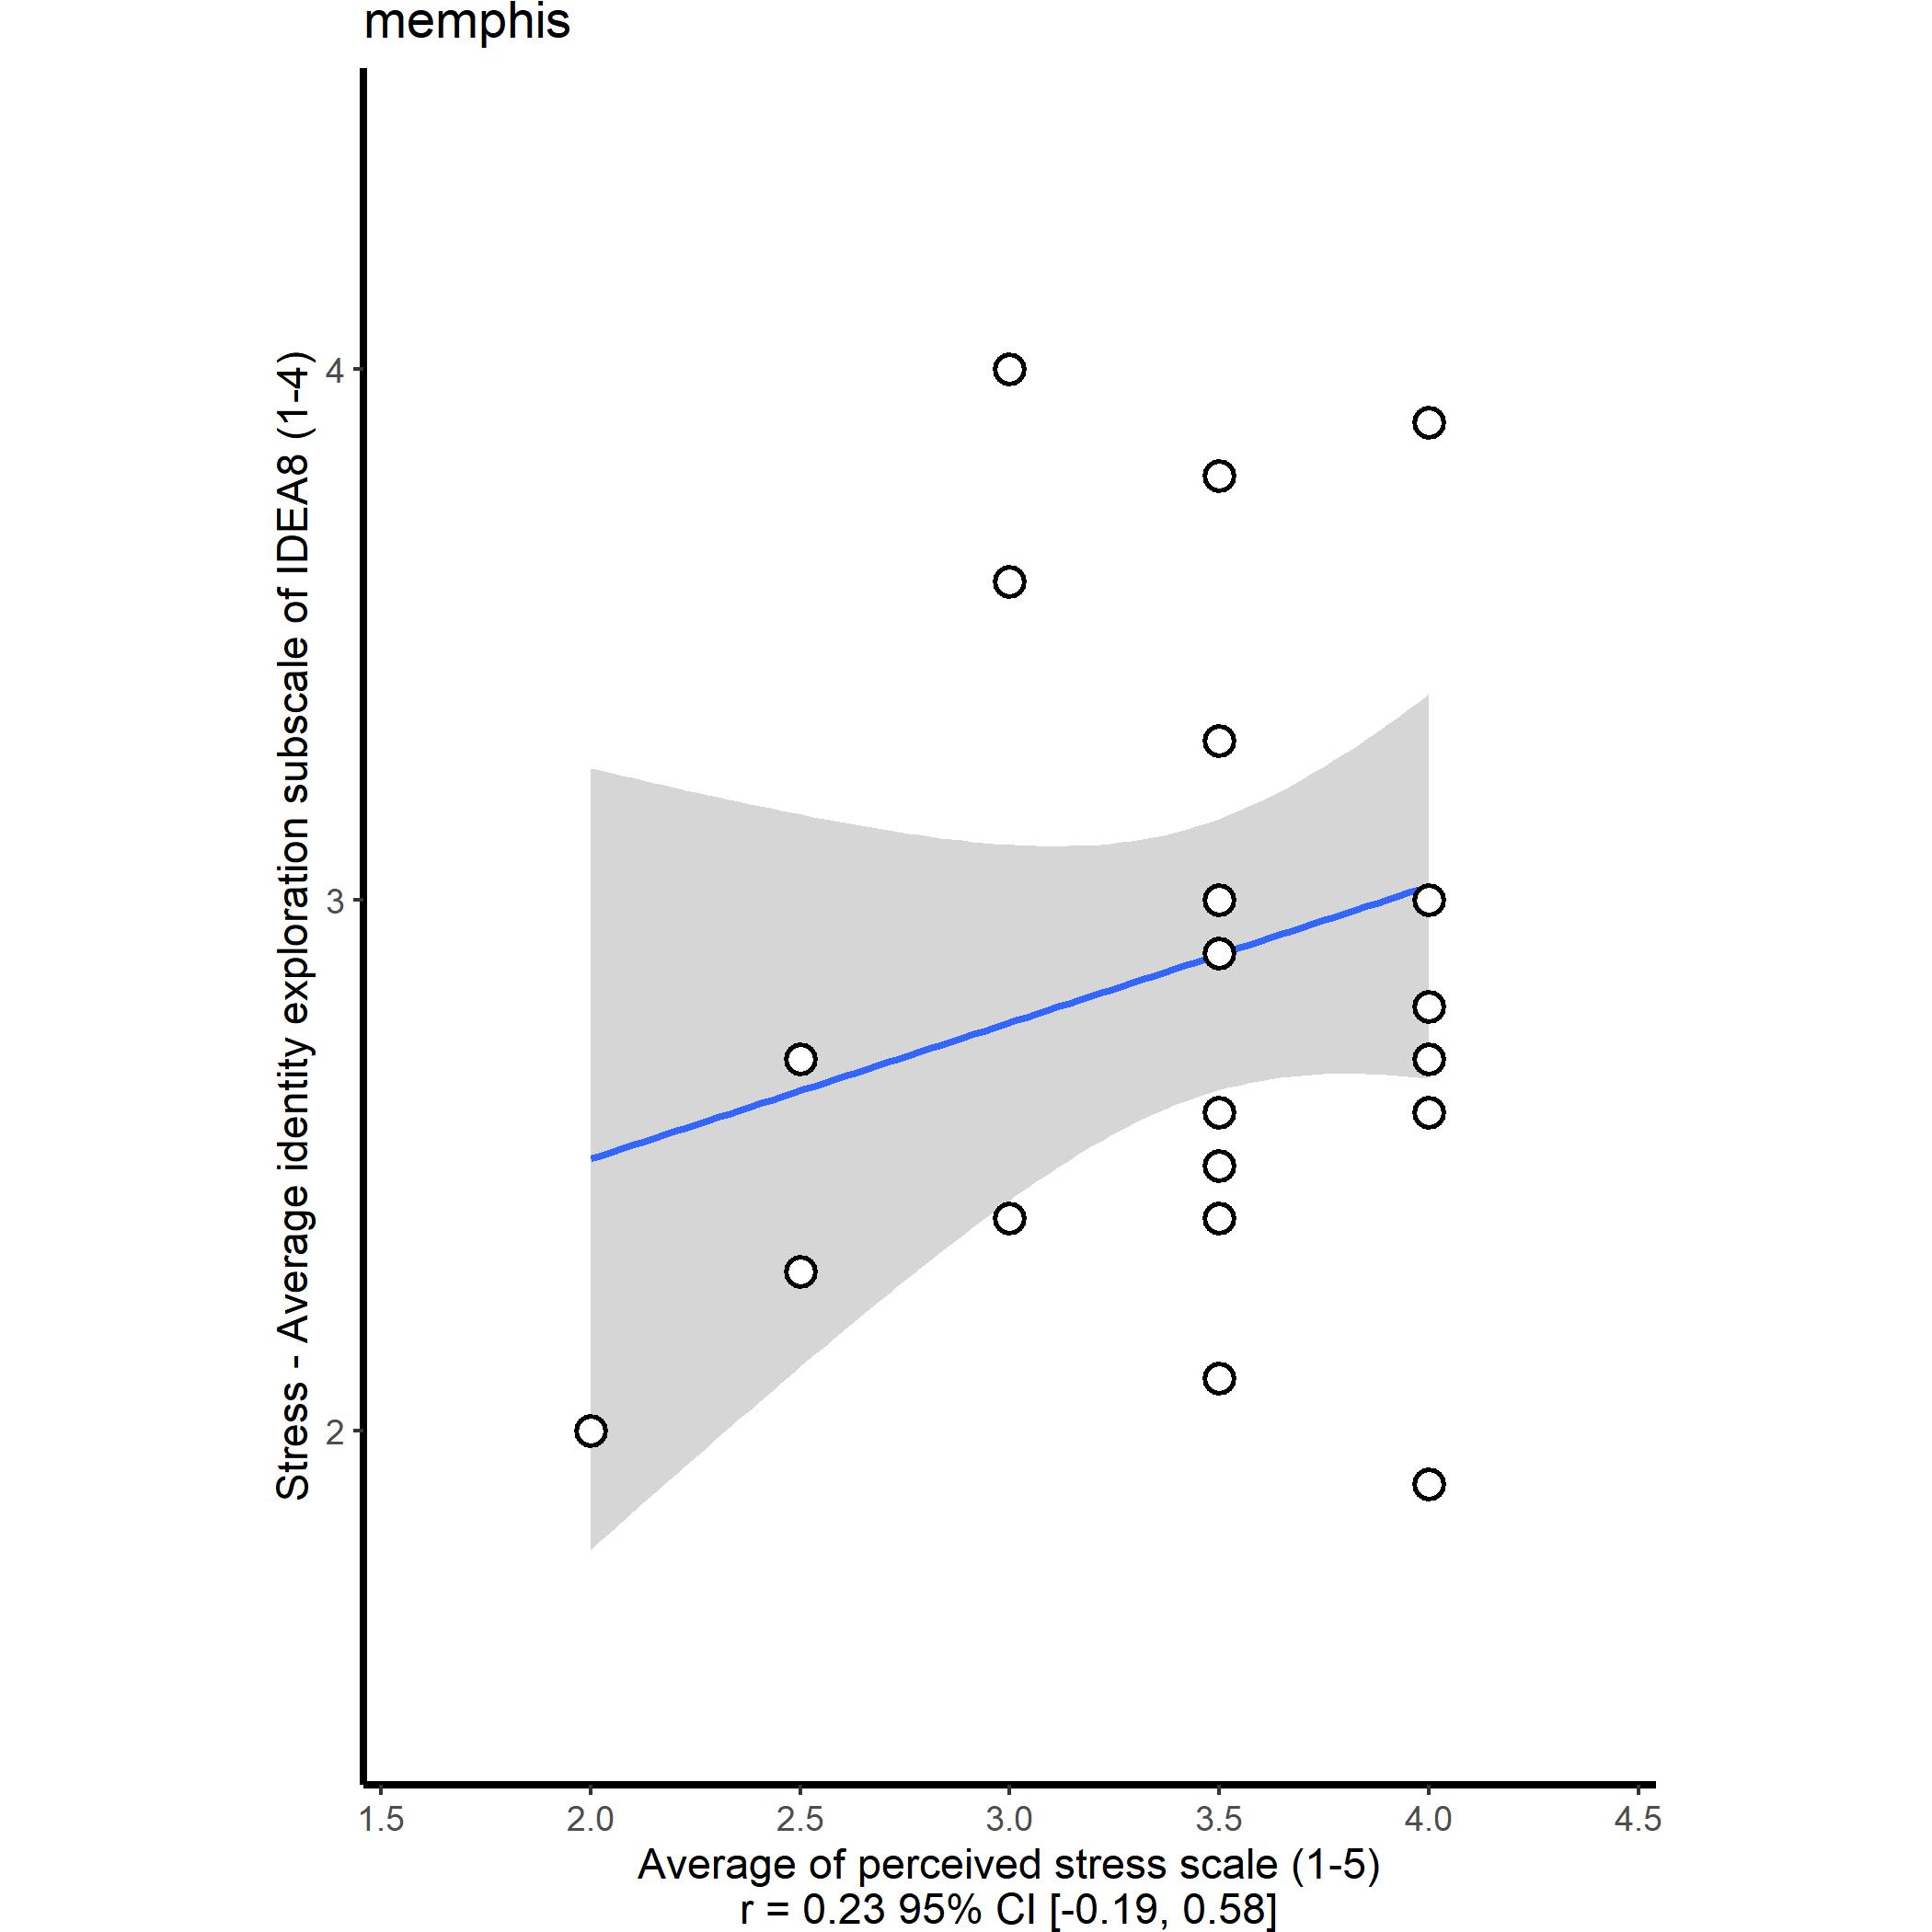 memphis
Stress - Average identity exploration subscale of IDEA8 (1-4)
4
3
2
1.5 2.0 2.5 3.0 3.5 4.0 4.5
Average of perceived stress scale (1-5)
r = 0.23 95% CI [-0.19, 0.58]